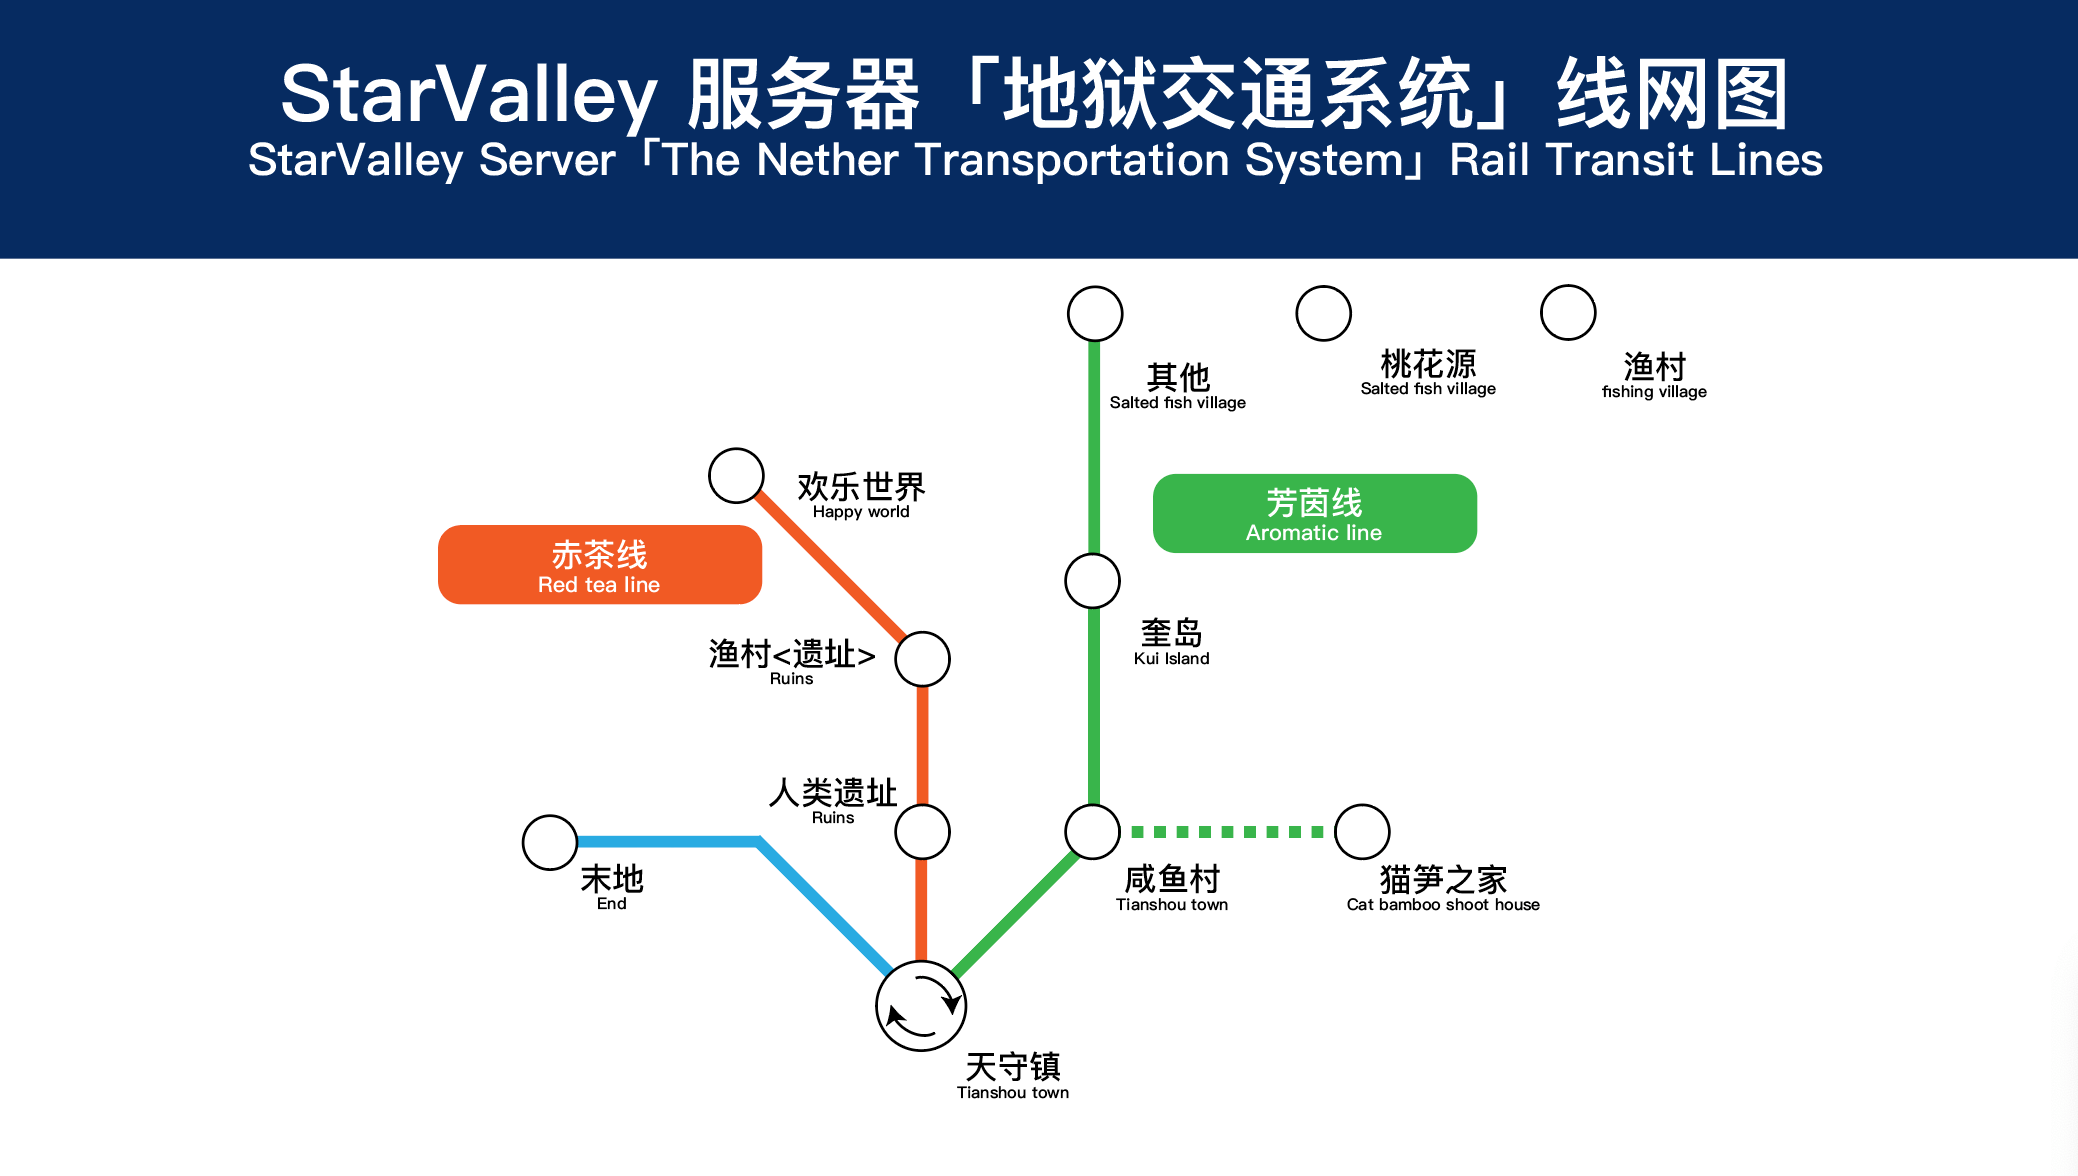 StarValley 服务器「地狱交通系统」线网图
StarValley Server「The Nether Transportation System」Rail Transit Lines
其他
Salted fish village
桃花源
Salted fish village
渔村
fishing village
欢乐世界
Happy world
芳茵线
Aromatic line
赤茶线
Red tea line
奎岛
Kui Island
渔村<遗址>
Ruins
人类遗址
Ruins
末地
End
咸鱼村
Tianshou town
猫笋之家
Cat bamboo shoot house
天守镇
Tianshou town